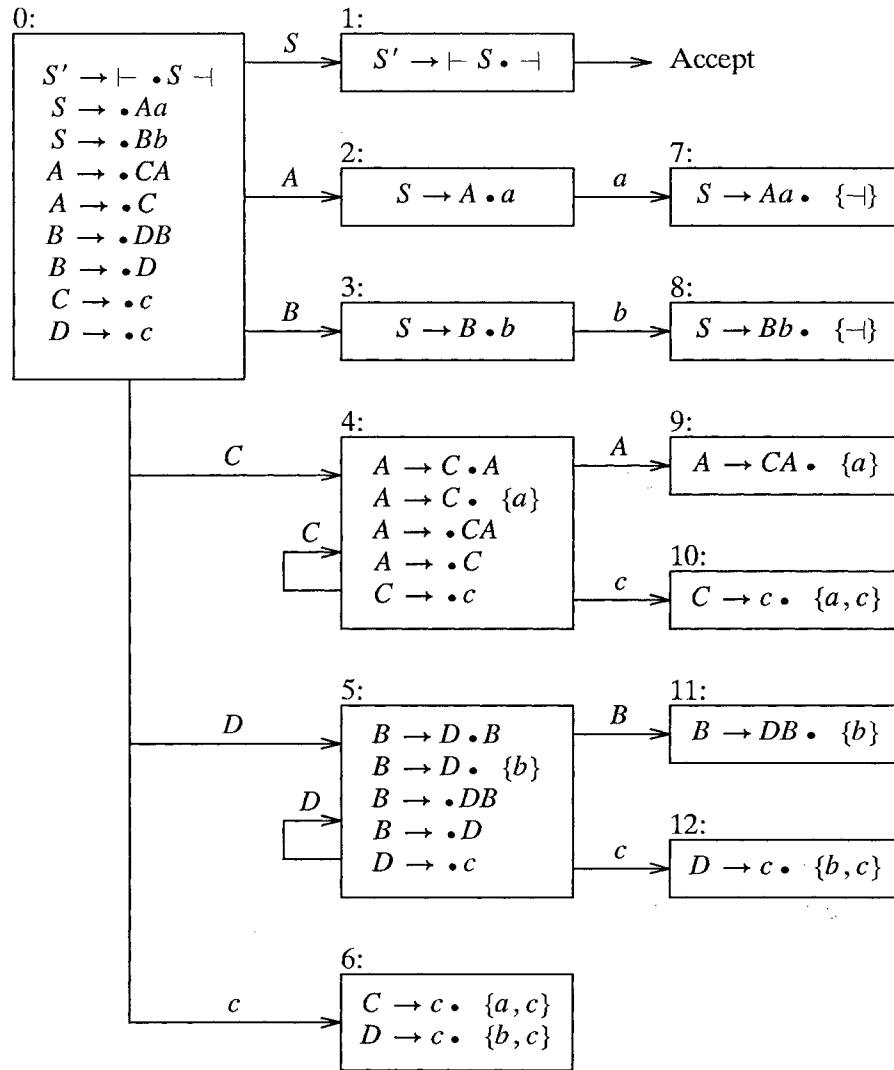 0:
S′ → ⊢ • S ⊣
S → • Aa
S → • Bb
A → • CA
A → • C
B → • DB
B → • D
C → • c
D → • c
S
1:
S′ → ⊢ S • ⊣
Accept
A
2:
S → A • a
a
7:
S → Aa • {⊣}
B
3:
S → B • b
b
8:
S → Bb • {⊣}
C
4:
A → C • A
A → C • {a}
A → • CA
A → • C
C → • c
C
A
9:
A → CA • {a}
c
10:
C → c • {a, c}
D
5:
B → D • B
B → D • {b}
B → • DB
B → • D
D → • c
D
B
11:
B → DB • {b}
c
12:
D → c • {b, c}
c
6:
C → c • {a, c}
D → c • {b, c}